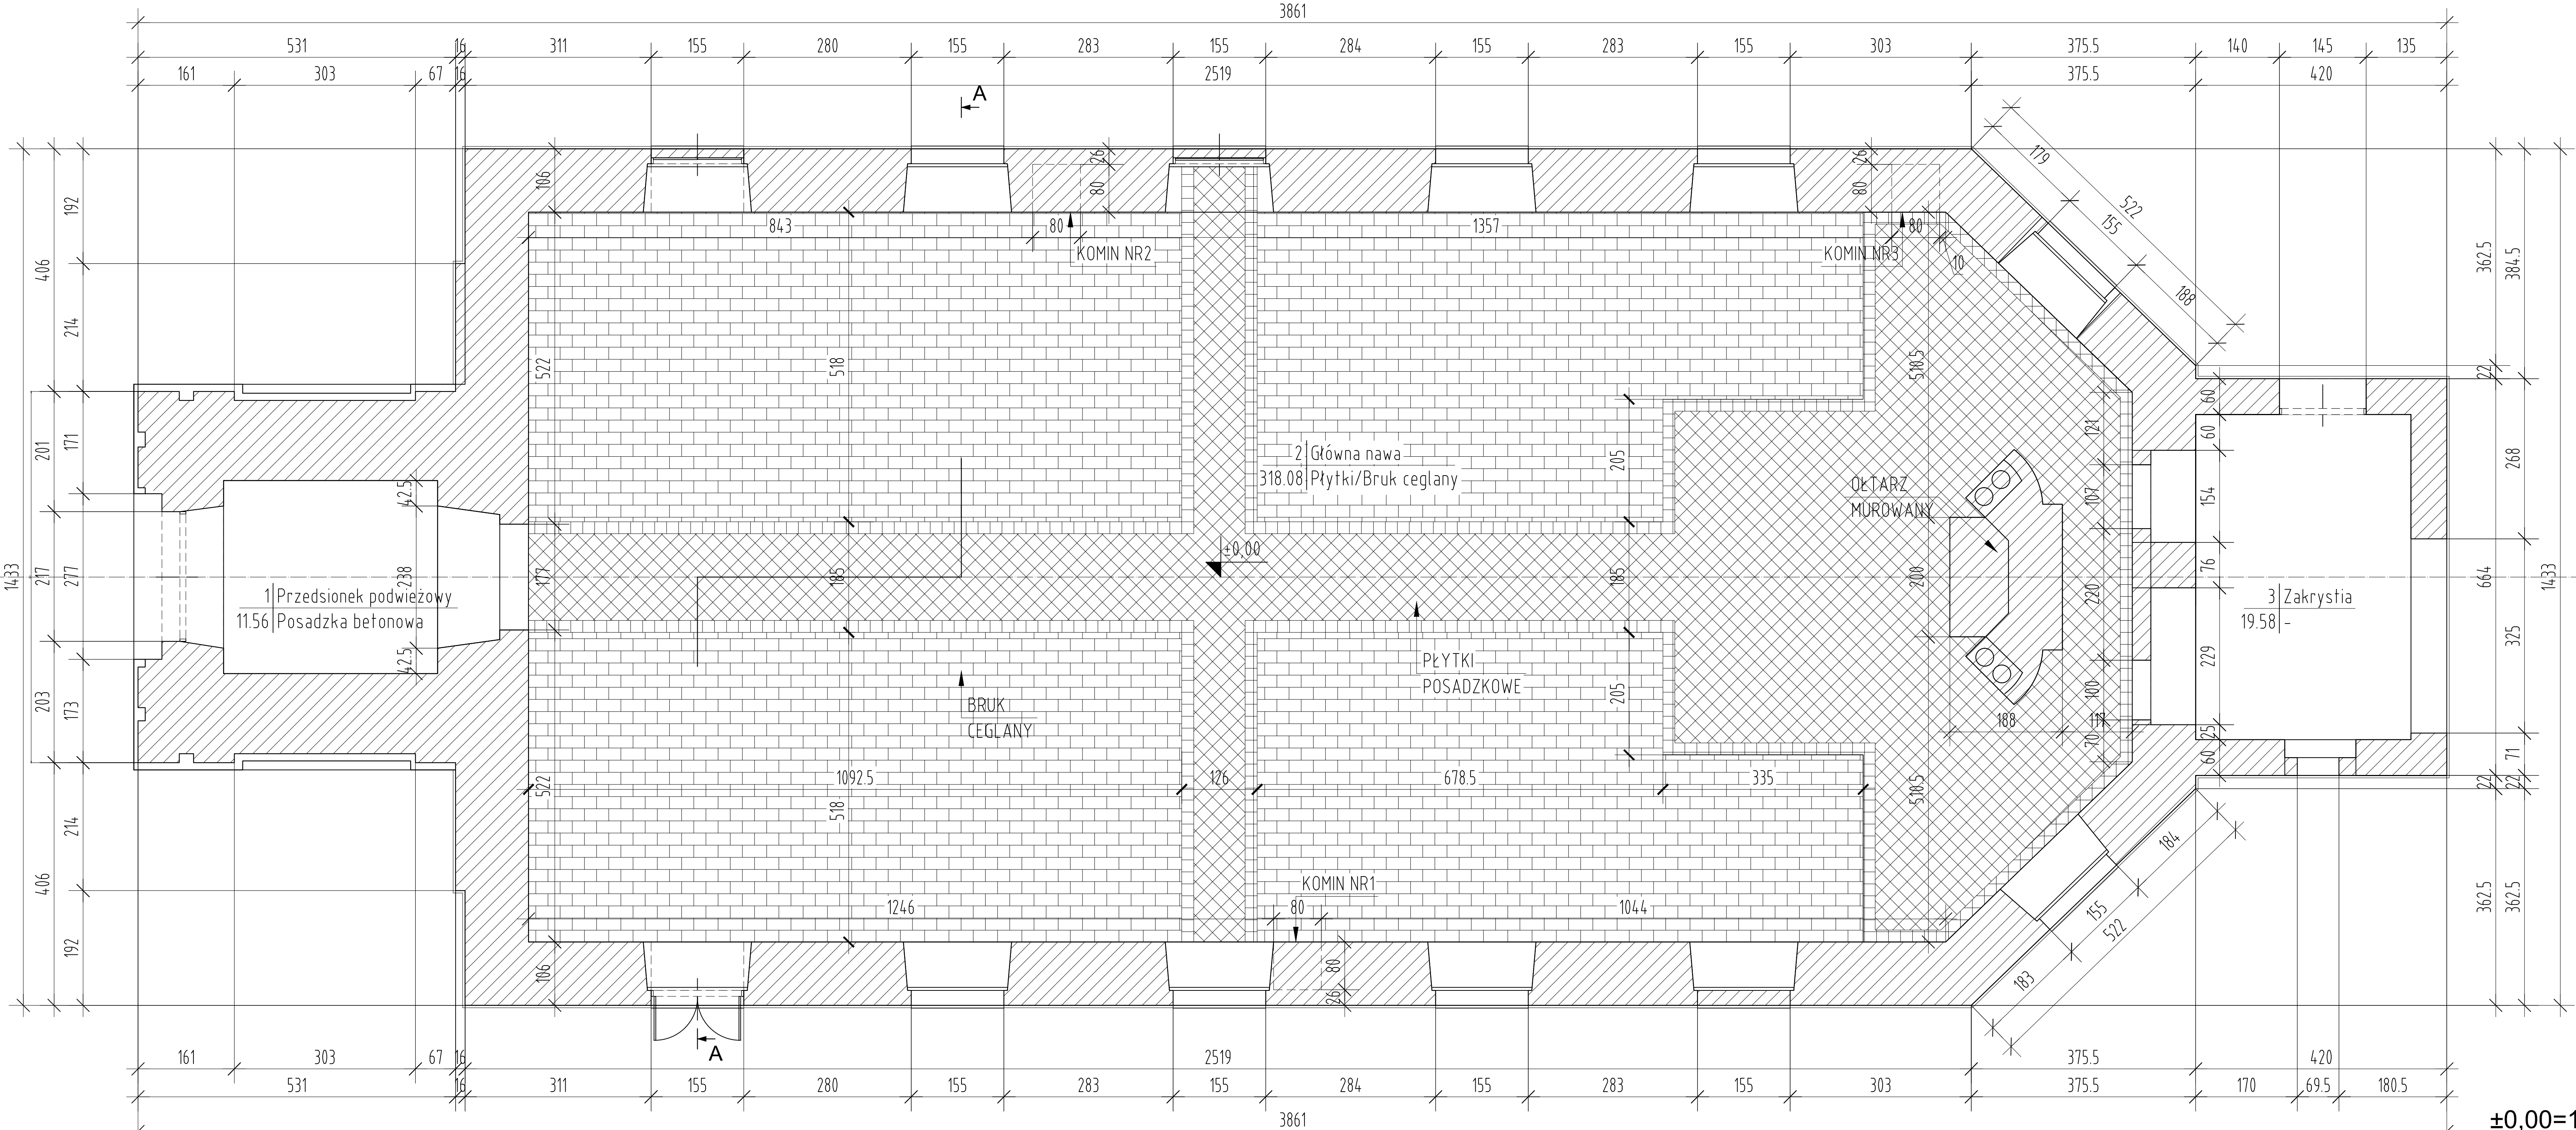 3861
531 16 311 155 280 155 283 155 284 155 283 155 303 375.5 140 145 135
161 303 67 16 2519 375.5 420
A
179 522 155 188
26 80 106
26 80
843 80 1357 80 10
KOMIN NR2
KOMIN NR3
192 406 214 201 171 1433 217 277 203 173 214 406 192
522 518 510.5
362.5 384.5 22 268 664 1433 325 71 22 22 362.5 362.5
60 60 154 76 229 25 60
121 107 220 100 70
205 185 205
2 Główna nawa
318.08 Płytki/Bruk ceglany
OŁTARZ
MUROWANY
±0,00
42.5 238 42.5
177 185 200
1 Przedsionek podwieżowy
11.56 Posadzka betonowa
3 Zakrystia
19.58 -
PŁYTKI
POSADZKOWE
BRUK
CEGLANY
188 117
1092.5 126 678.5 335
522 518 510.5
KOMIN NR1
1246 80 1044
106 80 26
184 155 522 183
A
161 303 67 16 2519 375.5 420
531 16 311 155 280 155 283 155 284 155 283 155 303 375.5 170 69.5 180.5
3861
±0,00=1